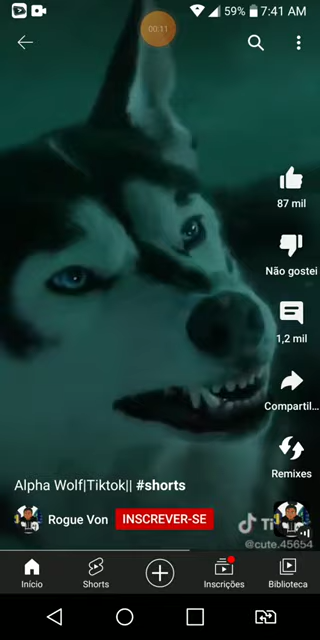 59% 7:41 AM
00:11
87 mil
Não gostei
1,2 mil
Compartil...
Remixes
Alpha Wolf|Tiktok|| #shorts
Rogue Von
INSCREVER-SE
@cute.45654
Início
Shorts
Inscrições
Biblioteca